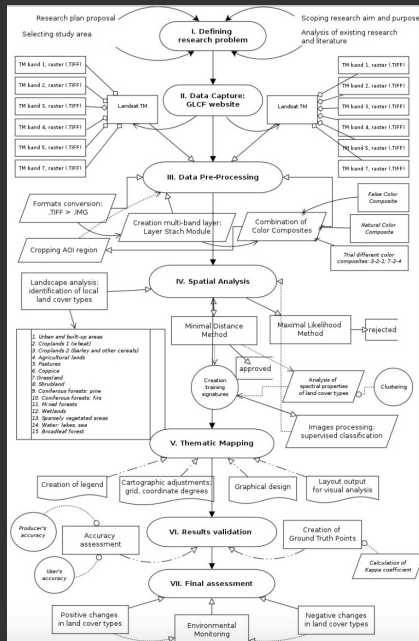 Research plan proposal
Scoping research aim and purpose
Selecting study area
Analysis of existing research
and literature
I. Defining
research problem
TM band 1, raster (.TIFF)
TM band 2, raster (.TIFF)
TM band 3, raster (.TIFF)
TM band 4, raster (.TIFF)
TM band 5, raster (.TIFF)
TM band 7, raster (.TIFF)
Landsat TM
II. Data Capture:
GLCF website
Landsat TM
TM band 1, raster (.TIFF)
TM band 2, raster (.TIFF)
TM band 3, raster (.TIFF)
TM band 4, raster (.TIFF)
TM band 5, raster (.TIFF)
TM band 7, raster (.TIFF)
III. Data Pre-Processing
Formats conversion:
.TIFF > .IMG
Creation multi-band layer:
Layer Stach Module
Combination of
Color Composites
False Color
Composite
Natural Color
Composite
Trial different color
composites: 3-2-1; 7-2-4
Cropping AOI region
Landscape analysis:
identification of local
land cover types
IV. Spatial Analysis
Minimal Distance
Method
Maximal Likelihood
Method
rejected
approved
1. Urban and built-up areas
2. Croplands 1 (wheat)
3. Croplands 2 (barley and other cereals)
4. Agricultural lands
5. Pastures
6. Coppice
7.Grassland
8. Shrubland
9. Coniferous forests: pine
10. Coniferous forests: firs
11. Mixed forests
12. Wetlands
13. Sparsely vegetated areas
14. Water: lakes, sea
15. Broadleaf forest
Creation
training
signatures
Analysis of
spectral properties
of land cover types
Clustering
Images processing:
supervised classification
V. Thematic Mapping
Creation of legend
Cartographic adjustments:
grid, coordinate degrees
Graphical design
Layout output
for visual analysis
Producer's
accuracy
Accuracy
assessment
User's
accuracy
VI. Results validation
Creation of
Ground Truth Points
Calculation of
Kappa coefficient
VII. Final assessment
Positive changes
in land cover types
Environmental
Monitoring
Negative changes
in land cover types